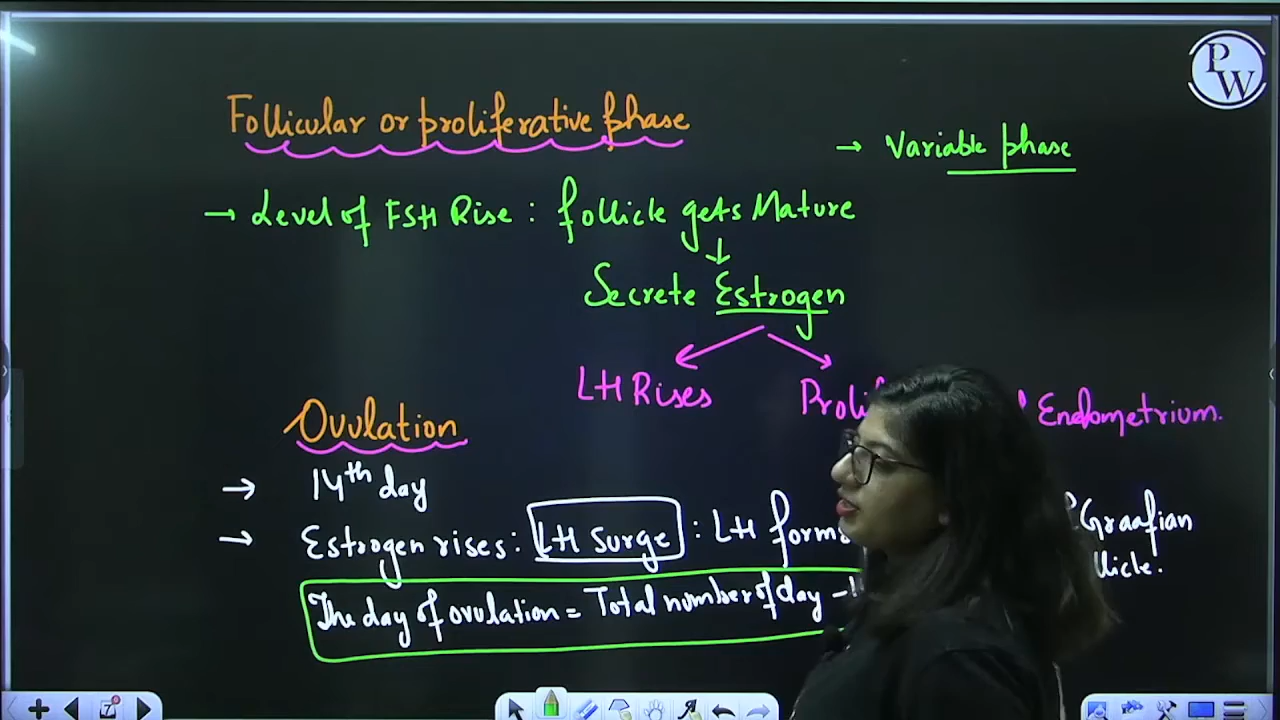 PW
Follicular or proliferative phase
→ Variable phase
→ Level of FSH Rise : follicle gets Mature
↓
Secrete Estrogen
LH Rises
Endometrium.
Ovulation
→ 14th day
→ Estrogen rises : LH Surge : LH forms Graafian
The day of ovulation = Total number of day -